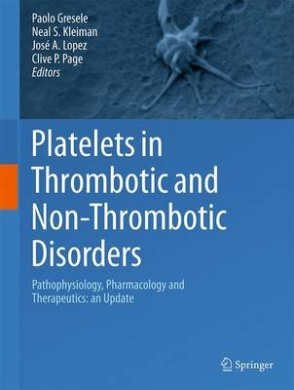 Paolo Gresele
Neal S. Kleiman
José A. Lopez
Clive P. Page
Editors
Platelets in
Thrombotic and
Non-Thrombotic
Disorders
Pathophysiology, Pharmacology and
Therapeutics: an Update
Springer